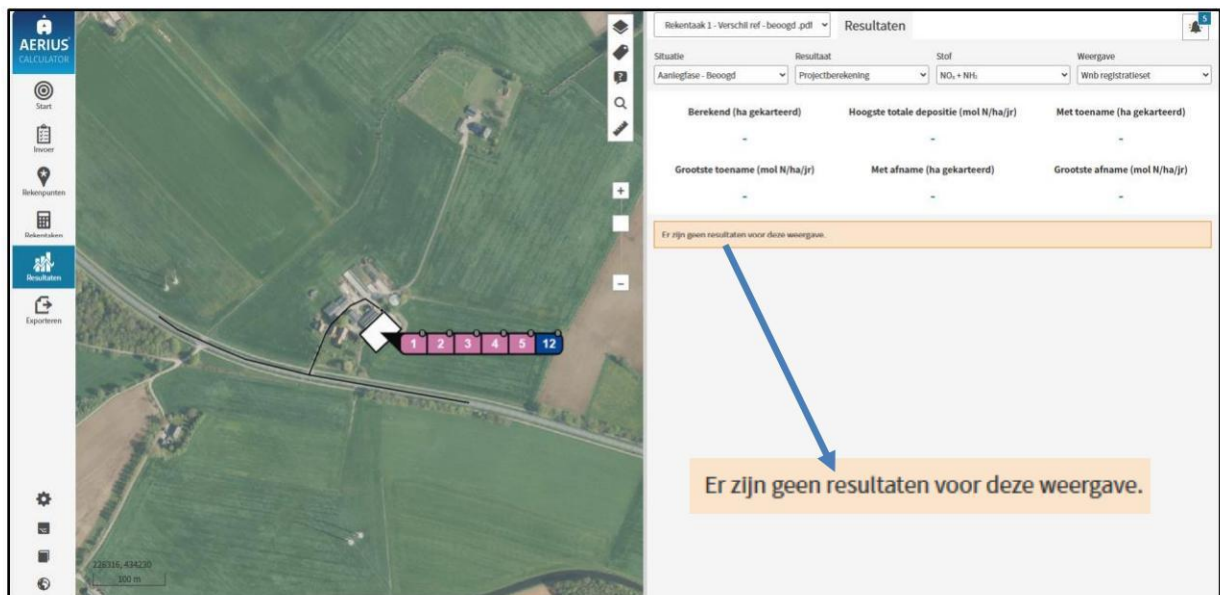 AERIUS
CALCULATOR
Start
Invoer
Rekenpunten
Rekentaken
Resultaten
Exporteren
1 2 3 4 5 12
226316, 434230
100 m
Rekentaak 1 - Verschil ref - beoogd .pdf
Resultaten
5
Situatie Resultaat Stof Weergave
Aanlegfase - Beoogd Projectberekening NOₓ + NH₃ Wnb registratieset
Berekend (ha gekarteerd) Hoogste totale depositie (mol N/ha/jr) Met toename (ha gekarteerd)
- - -
Grootste toename (mol N/ha/jr) Met afname (ha gekarteerd) Grootste afname (mol N/ha/jr)
- - -
Er zijn geen resultaten voor deze weergave.
Er zijn geen resultaten voor deze weergave.